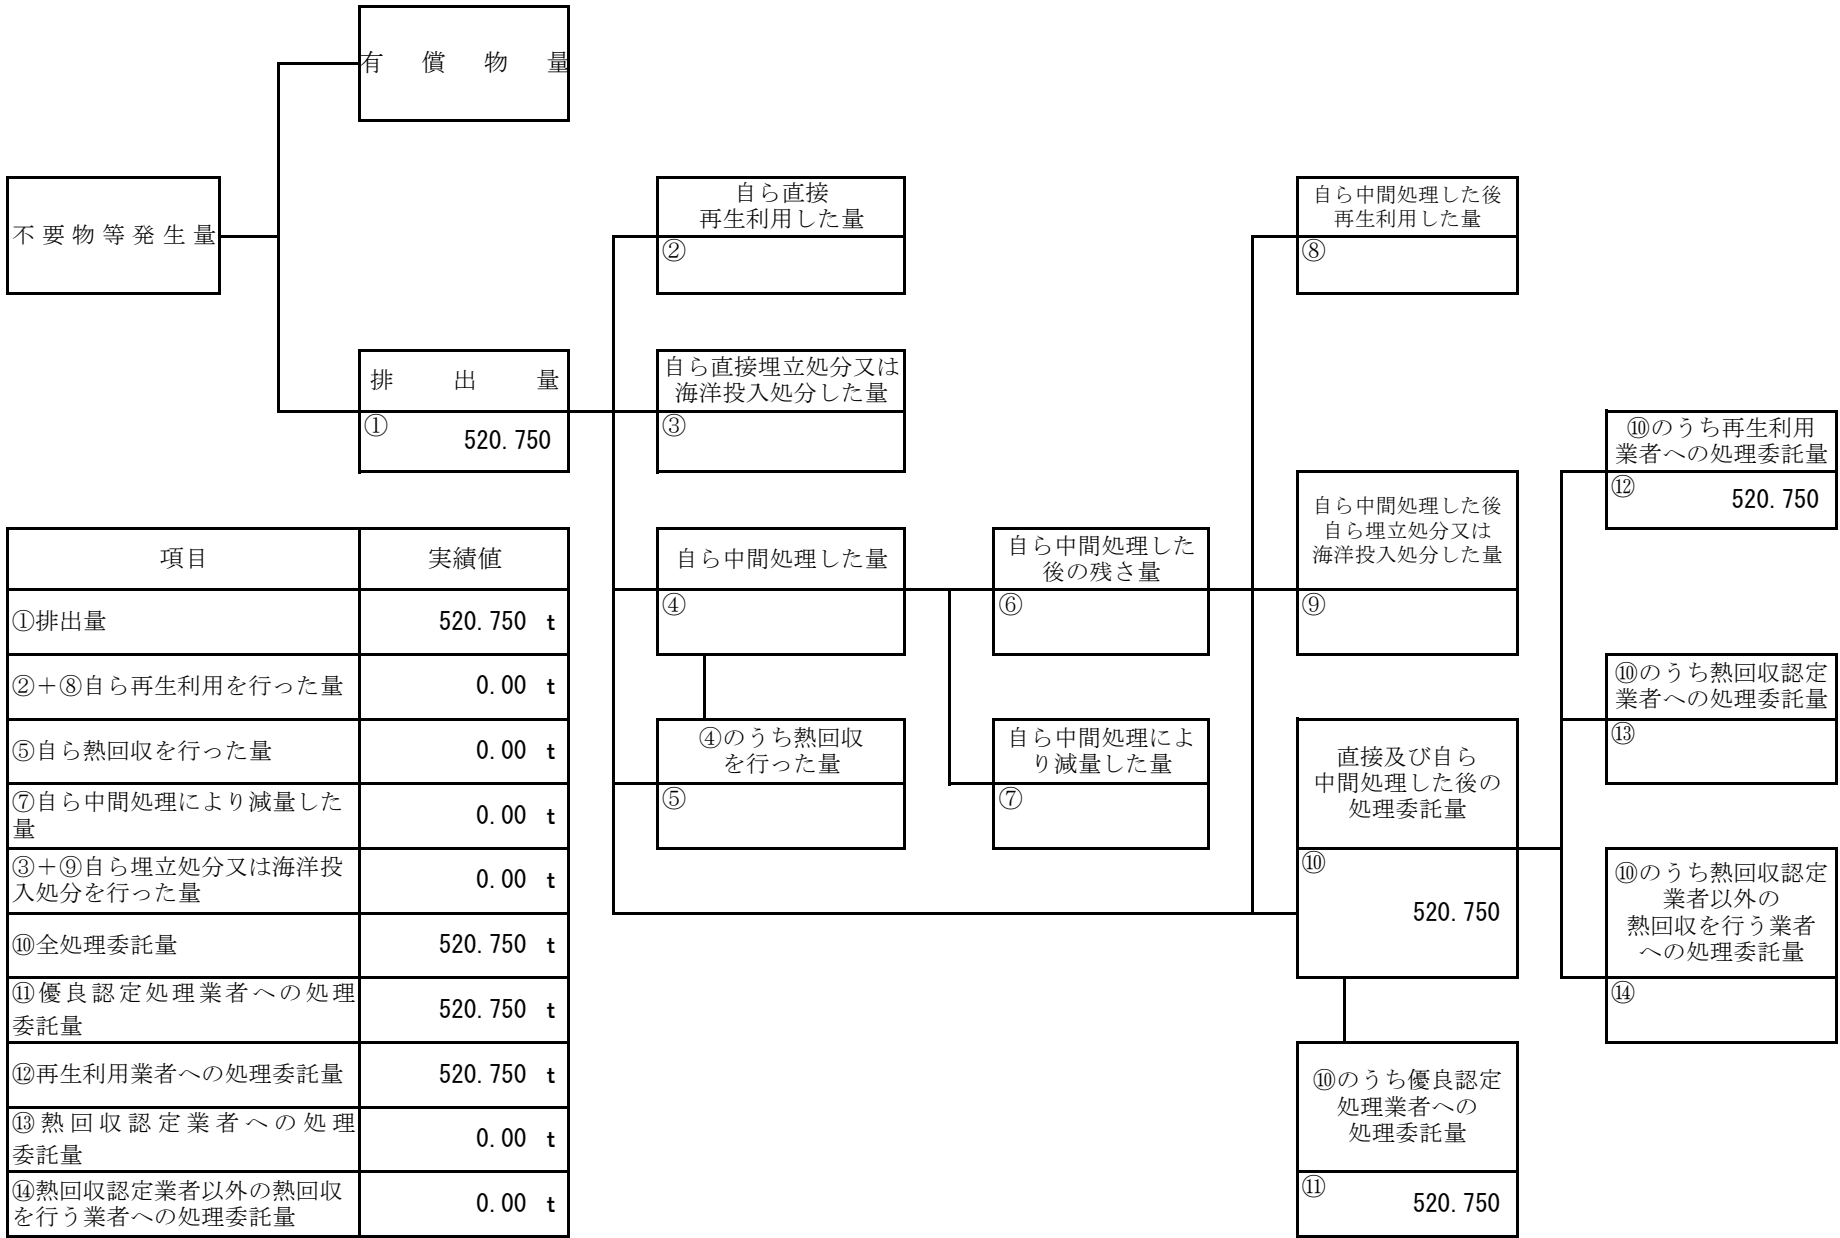 有償物量
不要物等発生量
自ら直接
再生利用した量
②
自ら中間処理した後
再生利用した量
⑧
排出量
①
520.750
自ら直接埋立処分又は
海洋投入処分した量
③
⑩のうち再生利用
業者への処理委託量
⑫
520.750
自ら中間処理した量
④
自ら中間処理した
後の残さ量
⑥
自ら中間処理した後
自ら埋立処分又は
海洋投入処分した量
⑨
⑩のうち熱回収認定
業者への処理委託量
⑬
④のうち熱回収
を行った量
⑤
自ら中間処理によ
り減量した量
⑦
直接及び自ら
中間処理した後の
処理委託量
⑩
520.750
⑩のうち熱回収認定
業者以外の
熱回収を行う業者
への処理委託量
⑭
⑩のうち優良認定
処理業者への
処理委託量
⑪
520.750
項目 実績値
①排出量 520.750 t
②+⑧自ら再生利用を行った量 0.00 t
⑤自ら熱回収を行った量 0.00 t
⑦自ら中間処理により減量した
量 0.00 t
③+⑨自ら埋立処分又は海洋投
入処分を行った量 0.00 t
⑩全処理委託量 520.750 t
⑪優良認定処理業者への処理
委託量 520.750 t
⑫再生利用業者への処理委託量 520.750 t
⑬熱回収認定業者への処理
委託量 0.00 t
⑭熱回収認定業者以外の熱回収
を行う業者への処理委託量 0.00 t